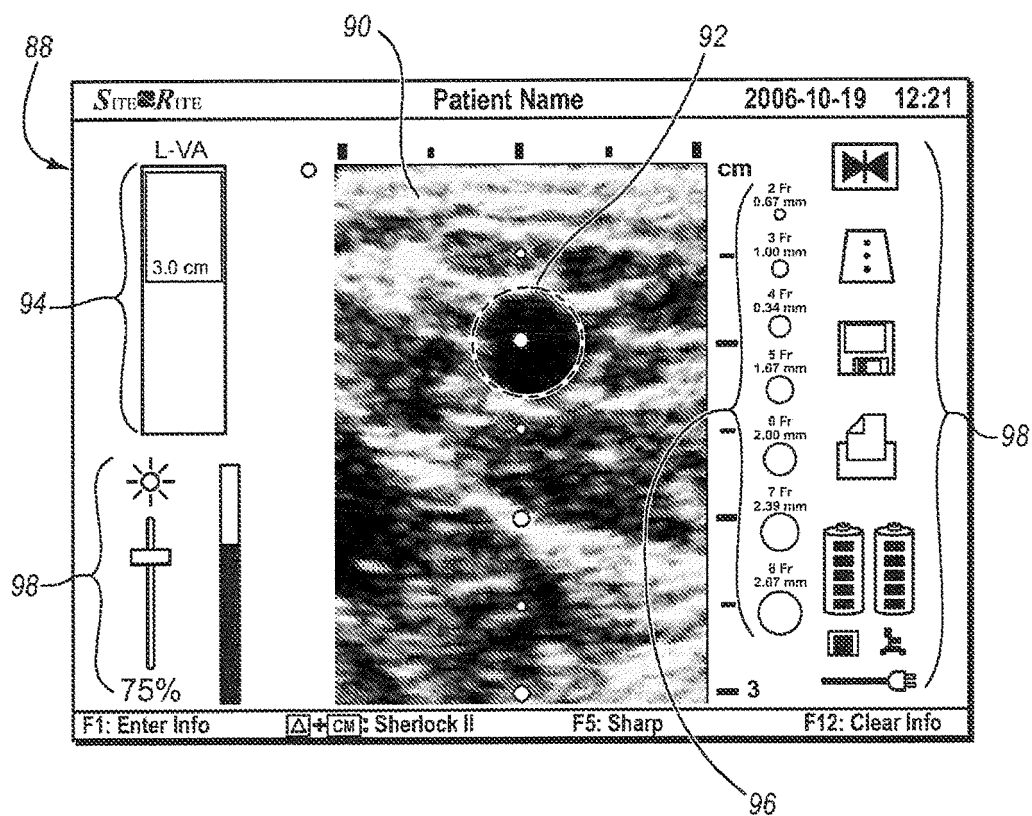 88
90
92
SITE RITE Patient Name 2006-10-19 12:21
L-VA
3.0 cm
94
cm
2 Fr
0.67 mm
3 Fr
1.00 mm
4 Fr
0.34 mm
5 Fr
1.67 mm
6 Fr
2.00 mm
7 Fr
2.39 mm
8 Fr
2.67 mm
98
98
75%
3
F1: Enter Info △+CM: Sherlock II F5: Sharp F12: Clear Info
96